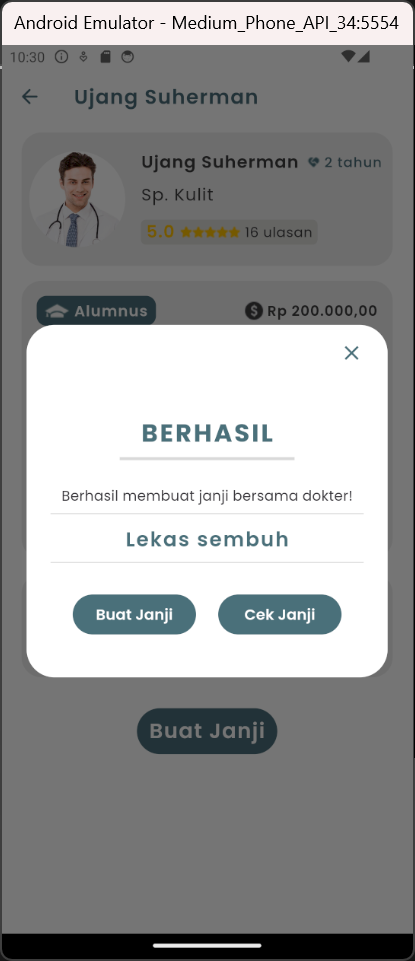 Android Emulator - Medium_Phone_API_34:5554
10:30
Ujang Suherman
Ujang Suherman 2 tahun
Sp. Kulit
5.0 16 ulasan
Alumnus Rp 200.000,00
BERHASIL
Berhasil membuat janji bersama dokter!
Lekas sembuh
Buat Janji Cek Janji
Buat Janji